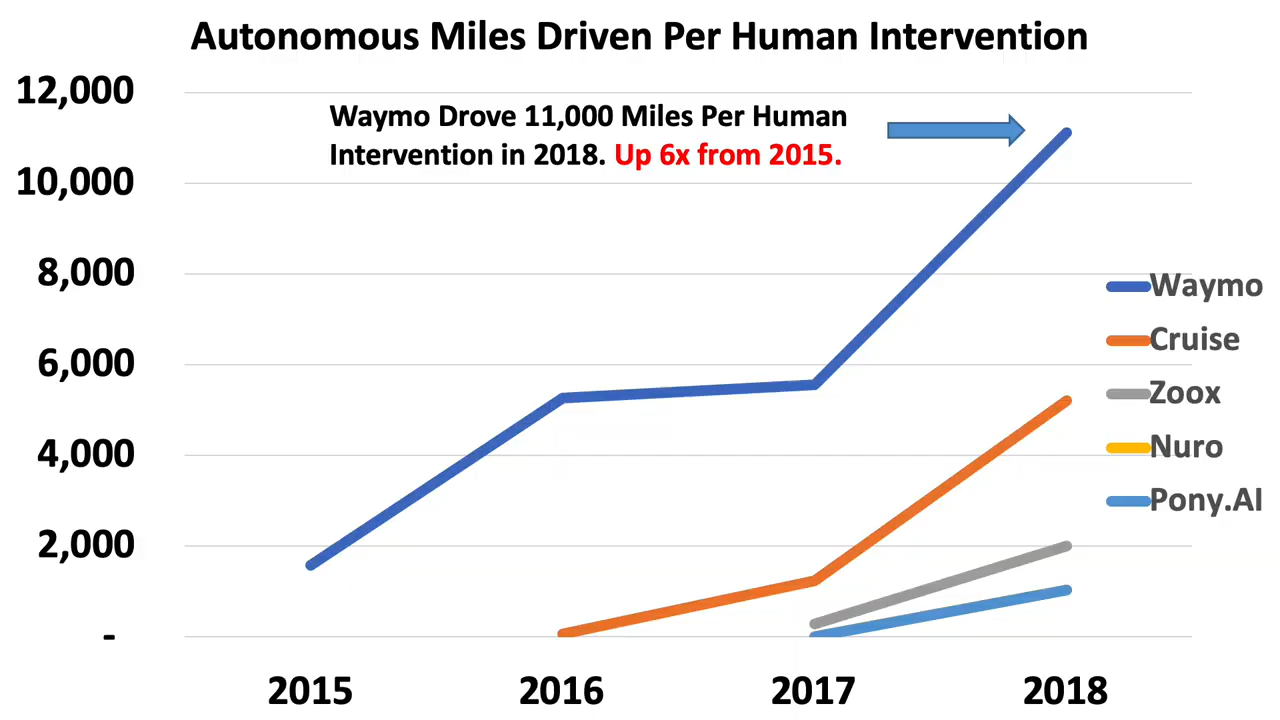 Autonomous Miles Driven Per Human Intervention
12,000
Waymo Drove 11,000 Miles Per Human
Intervention in 2018. Up 6x from 2015.
10,000
8,000
Waymo
Cruise
6,000
Zoox
Nuro
4,000
Pony.AI
2,000
-
2015
2016
2017
2018